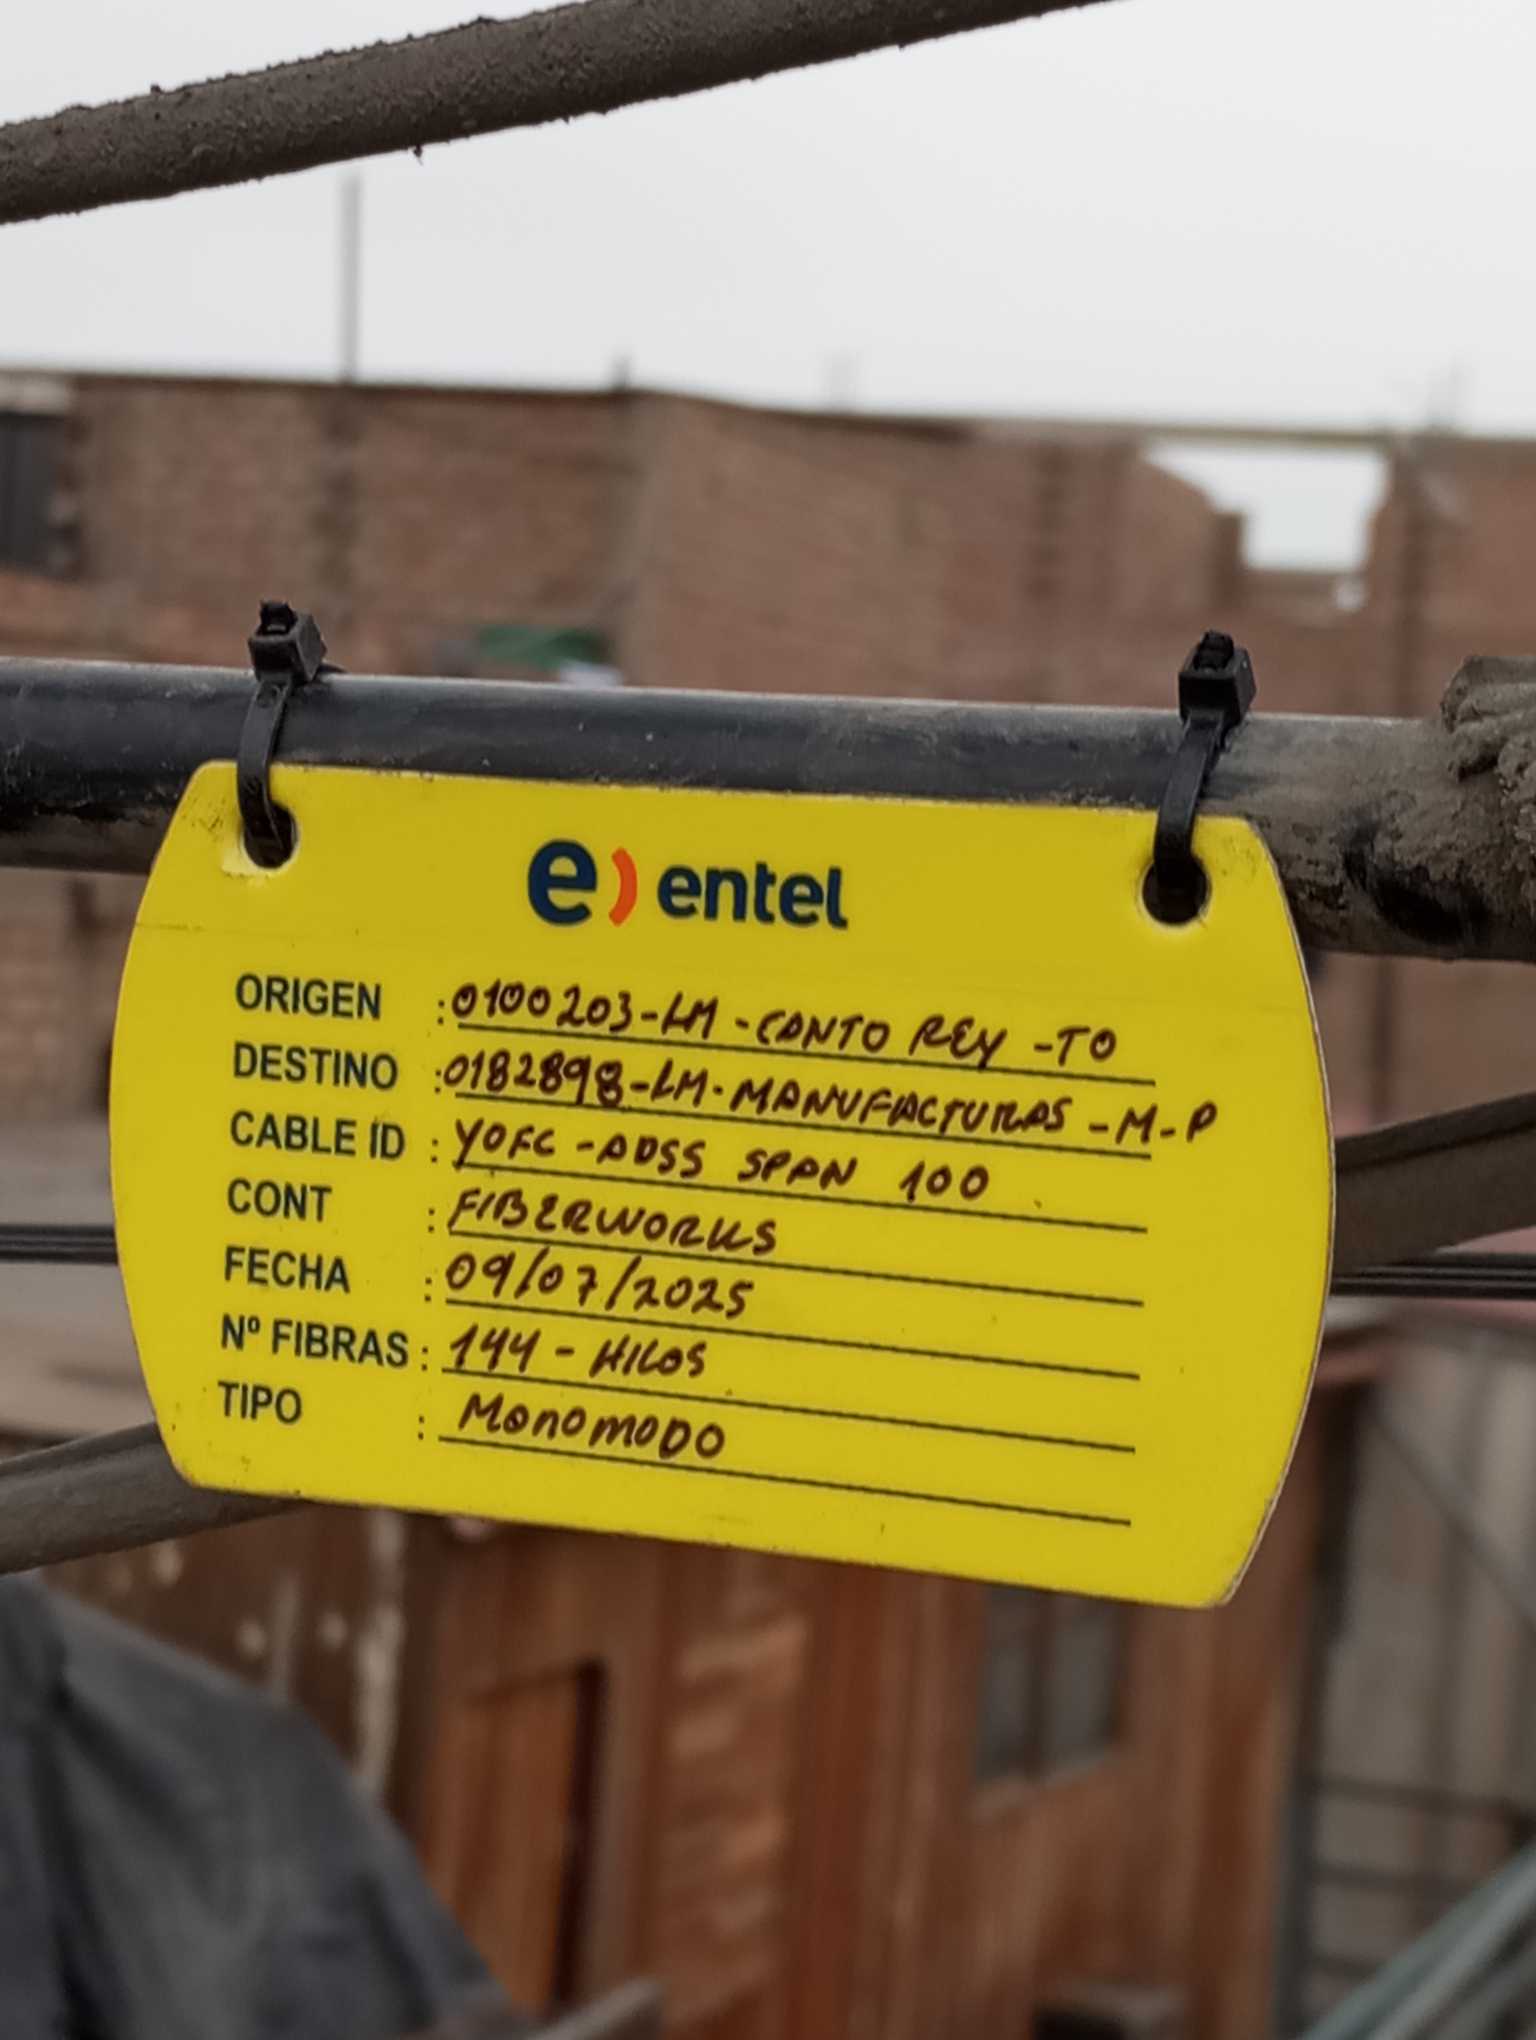 e) entel
ORIGEN : 0100203-LM-CANTO REY -TO
DESTINO : 0182898-LM-MANUFACTURAS -M-P
CABLE ID : YOFC -ADSS SPAN 100
CONT : FIBERWORKS
FECHA : 09/07/2025
Nº FIBRAS : 144 - HILOS
TIPO : MONOMODO